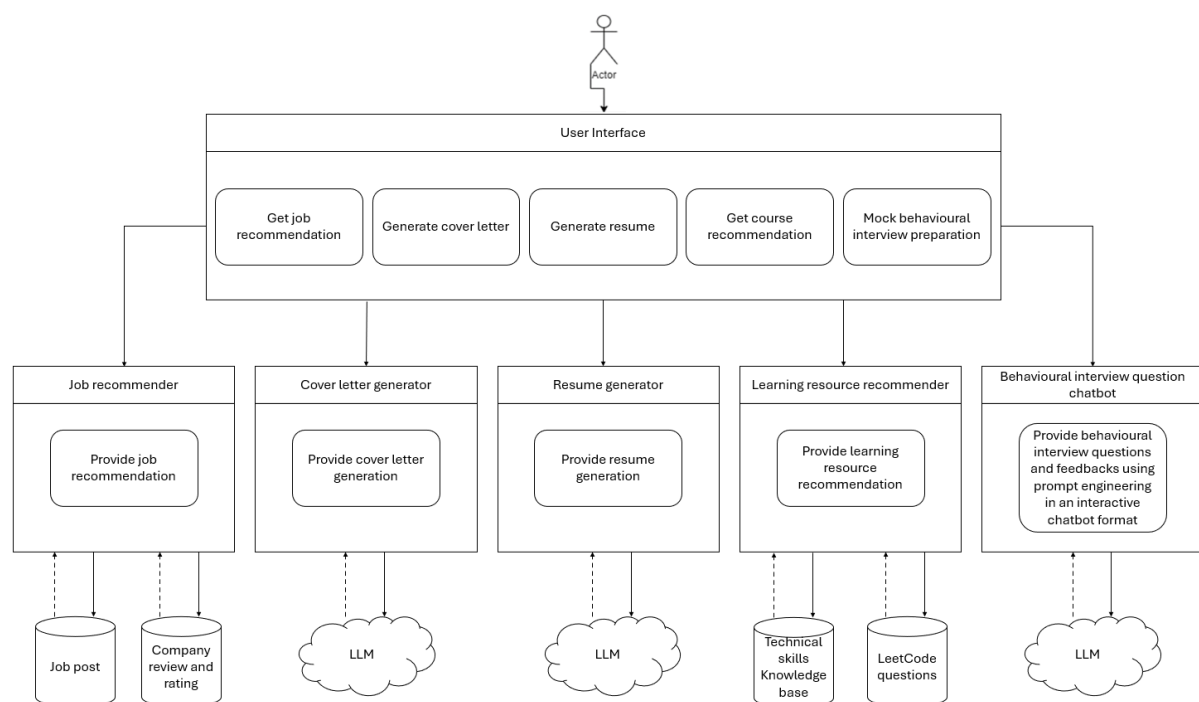 Actor
User Interface
Get job
recommendation
Generate cover letter
Generate resume
Get course
recommendation
Mock behavioural
interview preparation
Job recommender
Cover letter generator
Resume generator
Learning resource recommender
Behavioural interview question
chatbot
Provide job
recommendation
Provide cover letter
generation
Provide resume
generation
Provide learning
resource
recommendation
Provide behavioural
interview questions
and feedbacks using
prompt engineering
in an interactive
chatbot format
Job post
Company
review and
rating
LLM
LLM
Technical
skills
Knowledge
base
LeetCode
questions
LLM